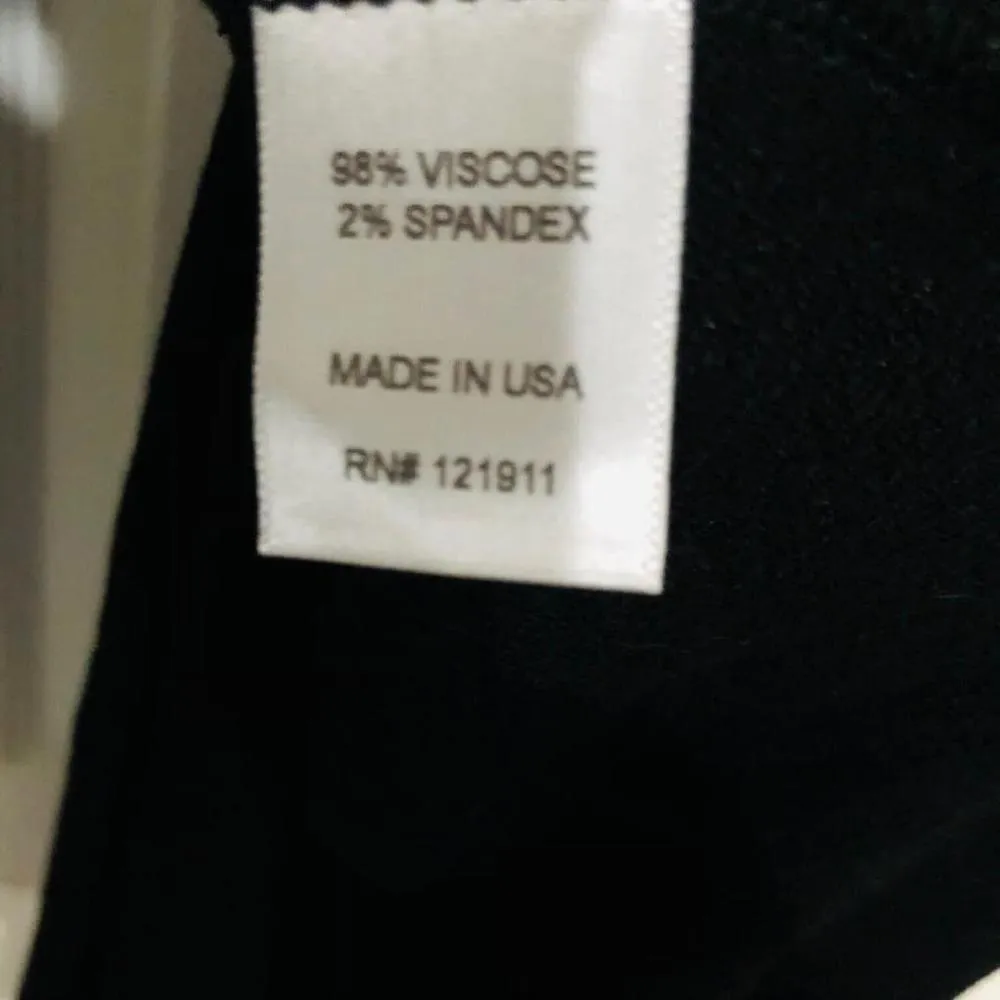 98% VISCOSE
2% SPANDEX
MADE IN USA
RN# 121911